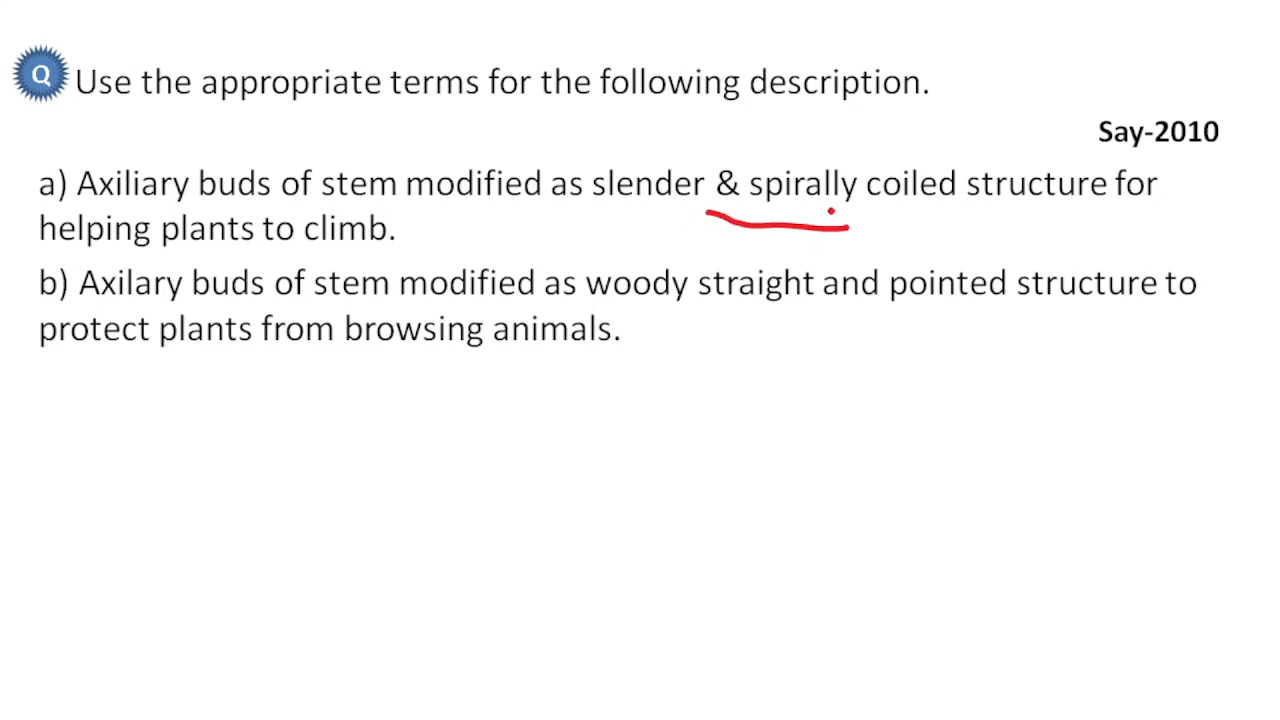 Q Use the appropriate terms for the following description.
Say-2010
a) Axiliary buds of stem modified as slender & spirally coiled structure for
helping plants to climb.
b) Axilary buds of stem modified as woody straight and pointed structure to
protect plants from browsing animals.